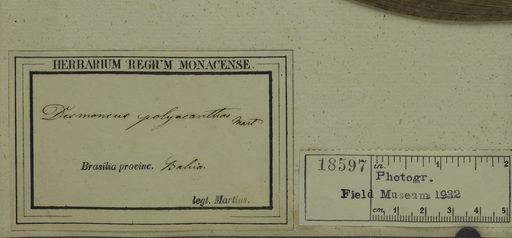 HERBARIUM REGIUM MONACENSE.
Desmoncus polyacanthos Mart
Brasilia provinc. Bahia.
legt. Martius.
18597 in. 1 2
Photogr.
Field Museum 1932
cm. 1 2 3 4 5